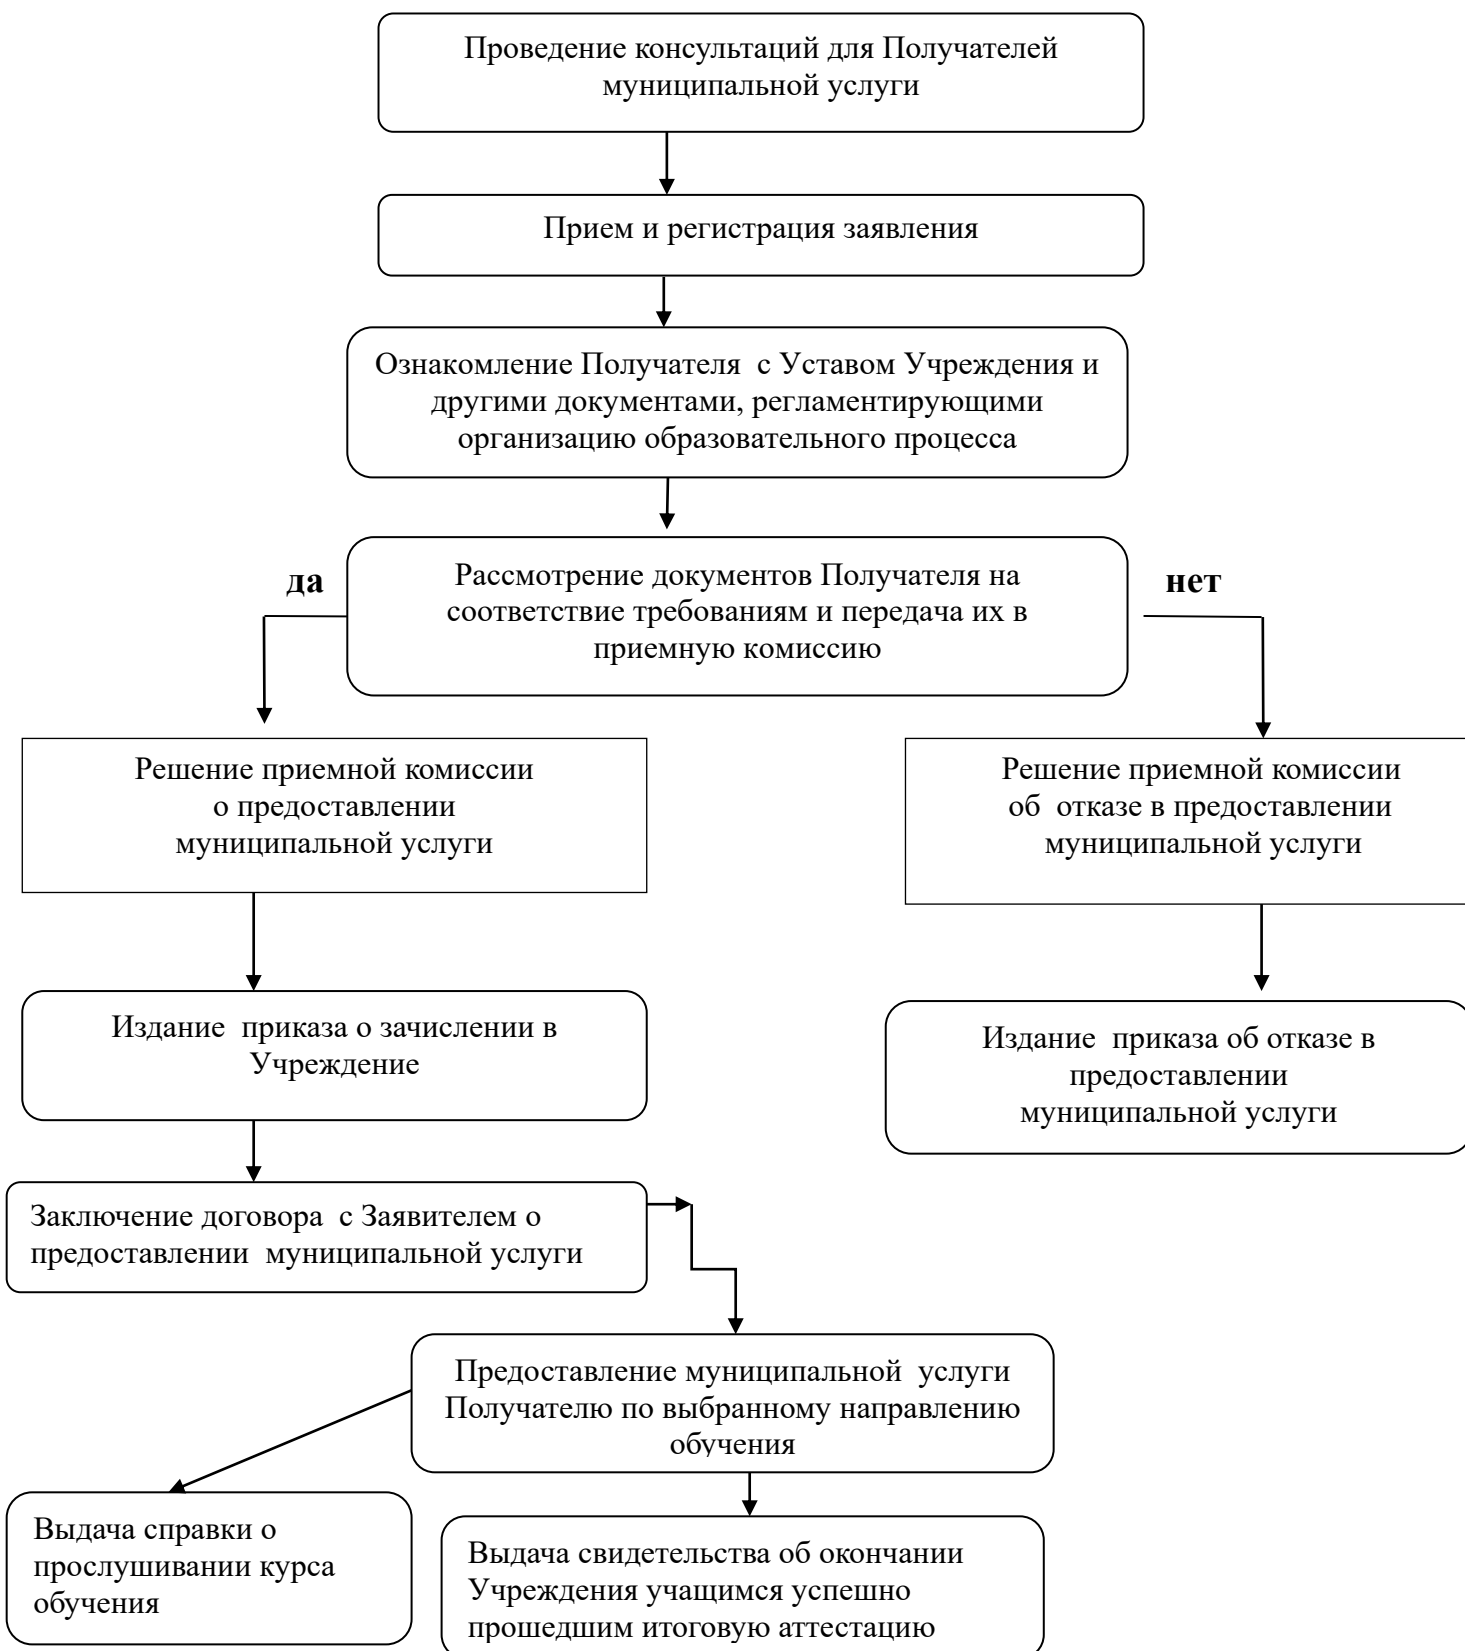 Проведение консультаций для Получателей
муниципальной услуги
Прием и регистрация заявления
Ознакомление Получателя  с Уставом Учреждения и
другими документами, регламентирующими
организацию образовательного процесса
да
Рассмотрение документов Получателя на
соответствие требованиям и передача их в
приемную комиссию
нет
Решение приемной комиссии
о предоставлении
муниципальной услуги
Решение приемной комиссии
об  отказе в предоставлении
муниципальной услуги
Издание  приказа о зачислении в
Учреждение
Издание  приказа об отказе в
предоставлении
муниципальной услуги
Заключение договора  с Заявителем о
предоставлении  муниципальной услуги
Предоставление муниципальной  услуги
Получателю по выбранному направлению
обучения
Выдача справки о
прослушивании курса
обучения
Выдача свидетельства об окончании
Учреждения учащимся успешно
прошедшим итоговую аттестацию